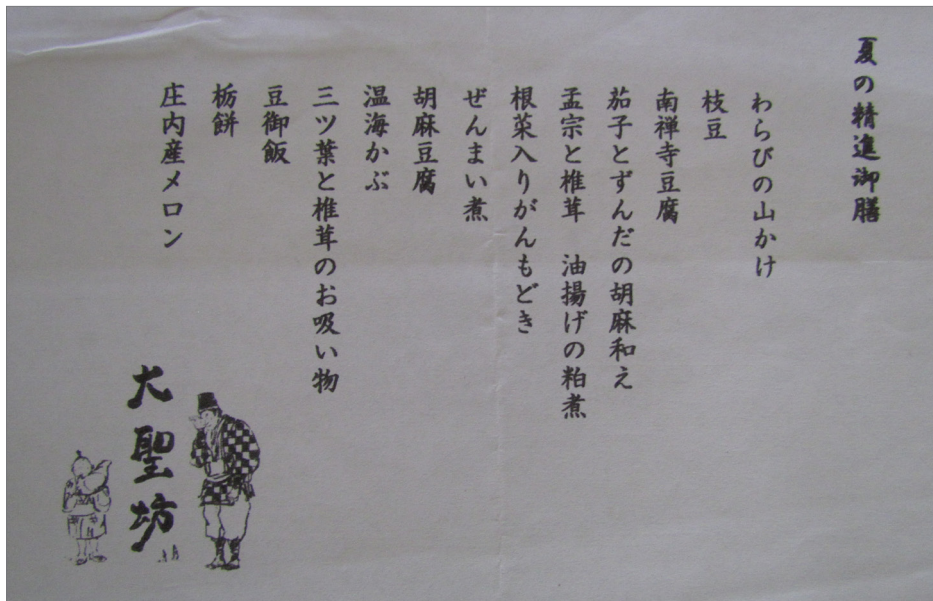 夏の精進御膳
わらびの山かけ
枝豆
南禅寺豆腐
茄子とずんだの胡麻和え
孟宗と椎茸　油揚げの粕煮
根菜入りがんもどき
ぜんまい煮
胡麻豆腐
温海かぶ
三ツ葉と椎茸のお吸い物
豆御飯
栃餅
庄内産メロン
大聖坊